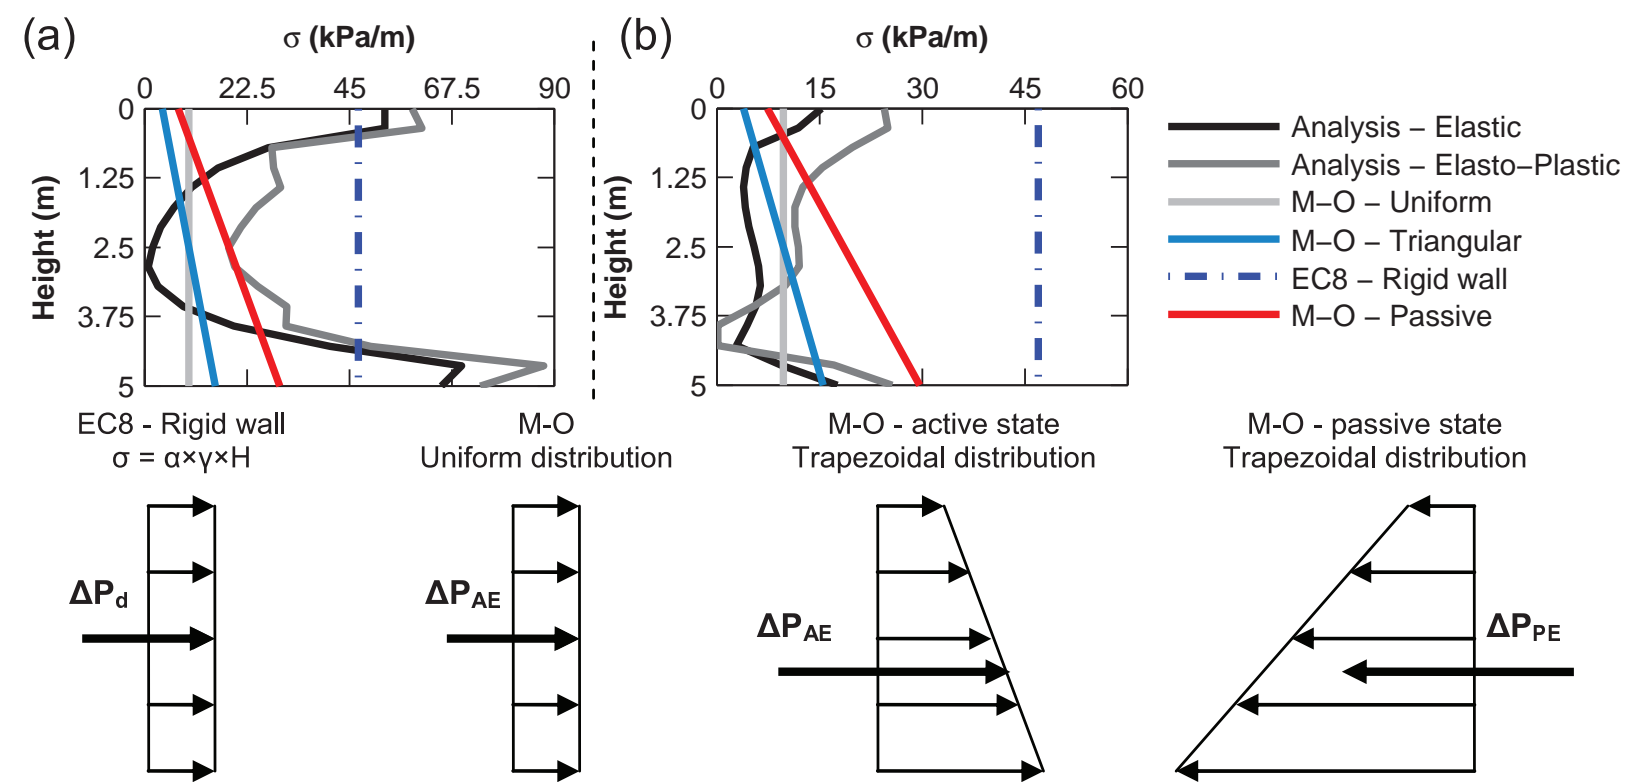 (a)
σ (kPa/m)
0 22.5 45 67.5 90
Height (m)
0
1.25
2.5
3.75
5
(b)
σ (kPa/m)
0 15 30 45 60
Height (m)
0
1.25
2.5
3.75
5
Analysis – Elastic
Analysis – Elasto–Plastic
M–O – Uniform
M–O – Triangular
EC8 – Rigid wall
M–O – Passive
EC8 - Rigid wall
σ = α×γ×H
ΔPd
M-O
Uniform distribution
ΔPAE
M-O - active state
Trapezoidal distribution
ΔPAE
M-O - passive state
Trapezoidal distribution
ΔPPE